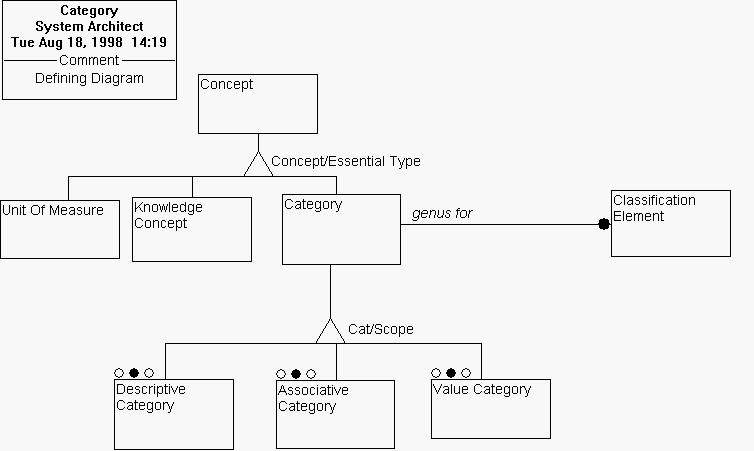 Category
System Architect
Tue Aug 18, 1998 14:19
Comment
Defining Diagram
Concept
Concept/Essential Type
Unit Of Measure
Knowledge
Concept
Category
genus for
Classification
Element
Cat/Scope
Descriptive
Category
Associative
Category
Value Category